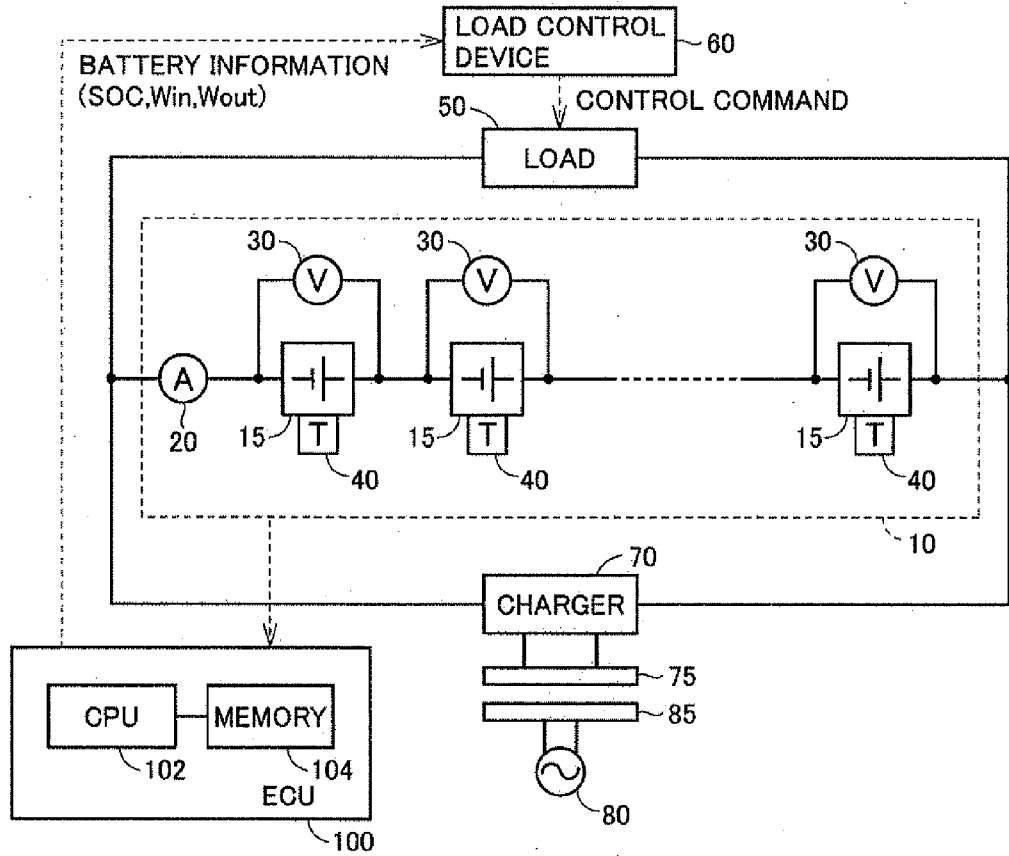 LOAD CONTROL
DEVICE
60
BATTERY INFORMATION
(SOC,Win,Wout)
CONTROL COMMAND
50
LOAD
30
V
30
V
30
V
A
20
15
T
40
15
T
40
15
T
40
10
70
CHARGER
75
85
80
CPU
MEMORY
102
104
ECU
100